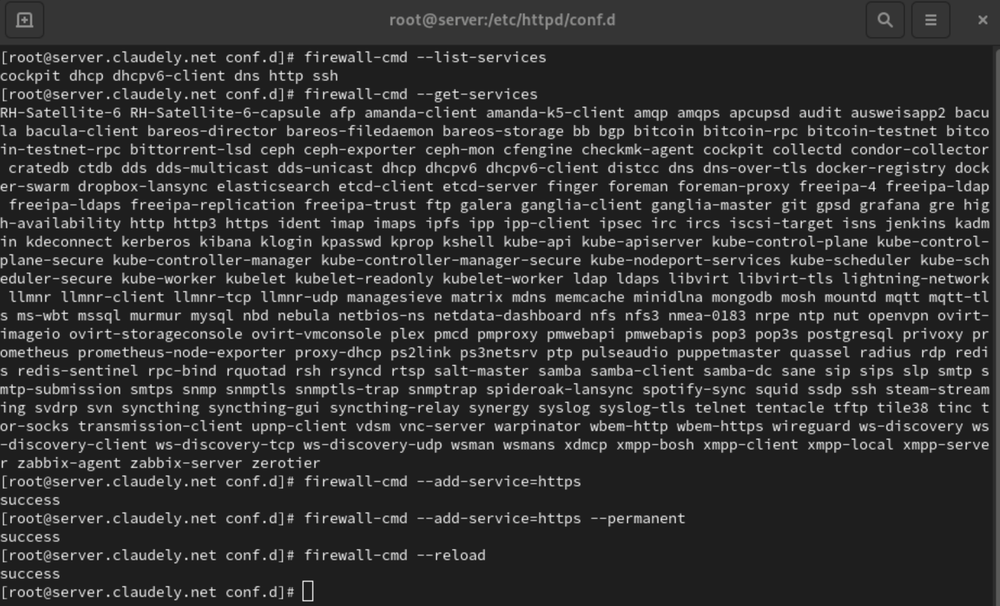 root@server:/etc/httpd/conf.d
[root@server.claudely.net conf.d]# firewall-cmd --list-services
cockpit dhcp dhcpv6-client dns http ssh
[root@server.claudely.net conf.d]# firewall-cmd --get-services
RH-Satellite-6 RH-Satellite-6-capsule afp amanda-client amanda-k5-client amqp amqps apcupsd audit ausweisapp2 bacu
la bacula-client bareos-director bareos-filedaemon bareos-storage bb bgp bitcoin bitcoin-rpc bitcoin-testnet bitco
in-testnet-rpc bittorrent-lsd ceph ceph-exporter ceph-mon cfengine checkmk-agent cockpit collectd condor-collector
 cratedb ctdb dds dds-multicast dds-unicast dhcp dhcpv6 dhcpv6-client distcc dns dns-over-tls docker-registry dock
er-swarm dropbox-lansync elasticsearch etcd-client etcd-server finger foreman foreman-proxy freeipa-4 freeipa-ldap
 freeipa-ldaps freeipa-replication freeipa-trust ftp galera ganglia-client ganglia-master git gpsd grafana gre hig
h-availability http http3 https ident imap imaps ipfs ipp ipp-client ipsec irc ircs iscsi-target isns jenkins kadm
in kdeconnect kerberos kibana klogin kpasswd kprop kshell kube-api kube-apiserver kube-control-plane kube-control-
plane-secure kube-controller-manager kube-controller-manager-secure kube-nodeport-services kube-scheduler kube-sch
eduler-secure kube-worker kubelet kubelet-readonly kubelet-worker ldap ldaps libvirt libvirt-tls lightning-network
 llmnr llmnr-client llmnr-tcp llmnr-udp managesieve matrix mdns memcache minidlna mongodb mosh mountd mqtt mqtt-tl
s ms-wbt mssql murmur mysql nbd nebula netbios-ns netdata-dashboard nfs nfs3 nmea-0183 nrpe ntp nut openvpn ovirt-
imageio ovirt-storageconsole ovirt-vmconsole plex pmcd pmproxy pmwebapi pmwebapis pop3 pop3s postgresql privoxy pr
ometheus prometheus-node-exporter proxy-dhcp ps2link ps3netsrv ptp pulseaudio puppetmaster quassel radius rdp redi
s redis-sentinel rpc-bind rquotad rsh rsyncd rtsp salt-master samba samba-client samba-dc sane sip sips slp smtp s
mtp-submission smtps snmp snmptls snmptls-trap snmptrap spideroak-lansync spotify-sync squid ssdp ssh steam-stream
ing svdrp svn syncthing syncthing-gui syncthing-relay synergy syslog syslog-tls telnet tentacle tftp tile38 tinc t
or-socks transmission-client upnp-client vdsm vnc-server warpinator wbem-http wbem-https wireguard ws-discovery ws
-discovery-client ws-discovery-tcp ws-discovery-udp wsman wsmans xdmcp xmpp-bosh xmpp-client xmpp-local xmpp-serve
r zabbix-agent zabbix-server zerotier
[root@server.claudely.net conf.d]# firewall-cmd --add-service=https
success
[root@server.claudely.net conf.d]# firewall-cmd --add-service=https --permanent
success
[root@server.claudely.net conf.d]# firewall-cmd --reload
success
[root@server.claudely.net conf.d]#